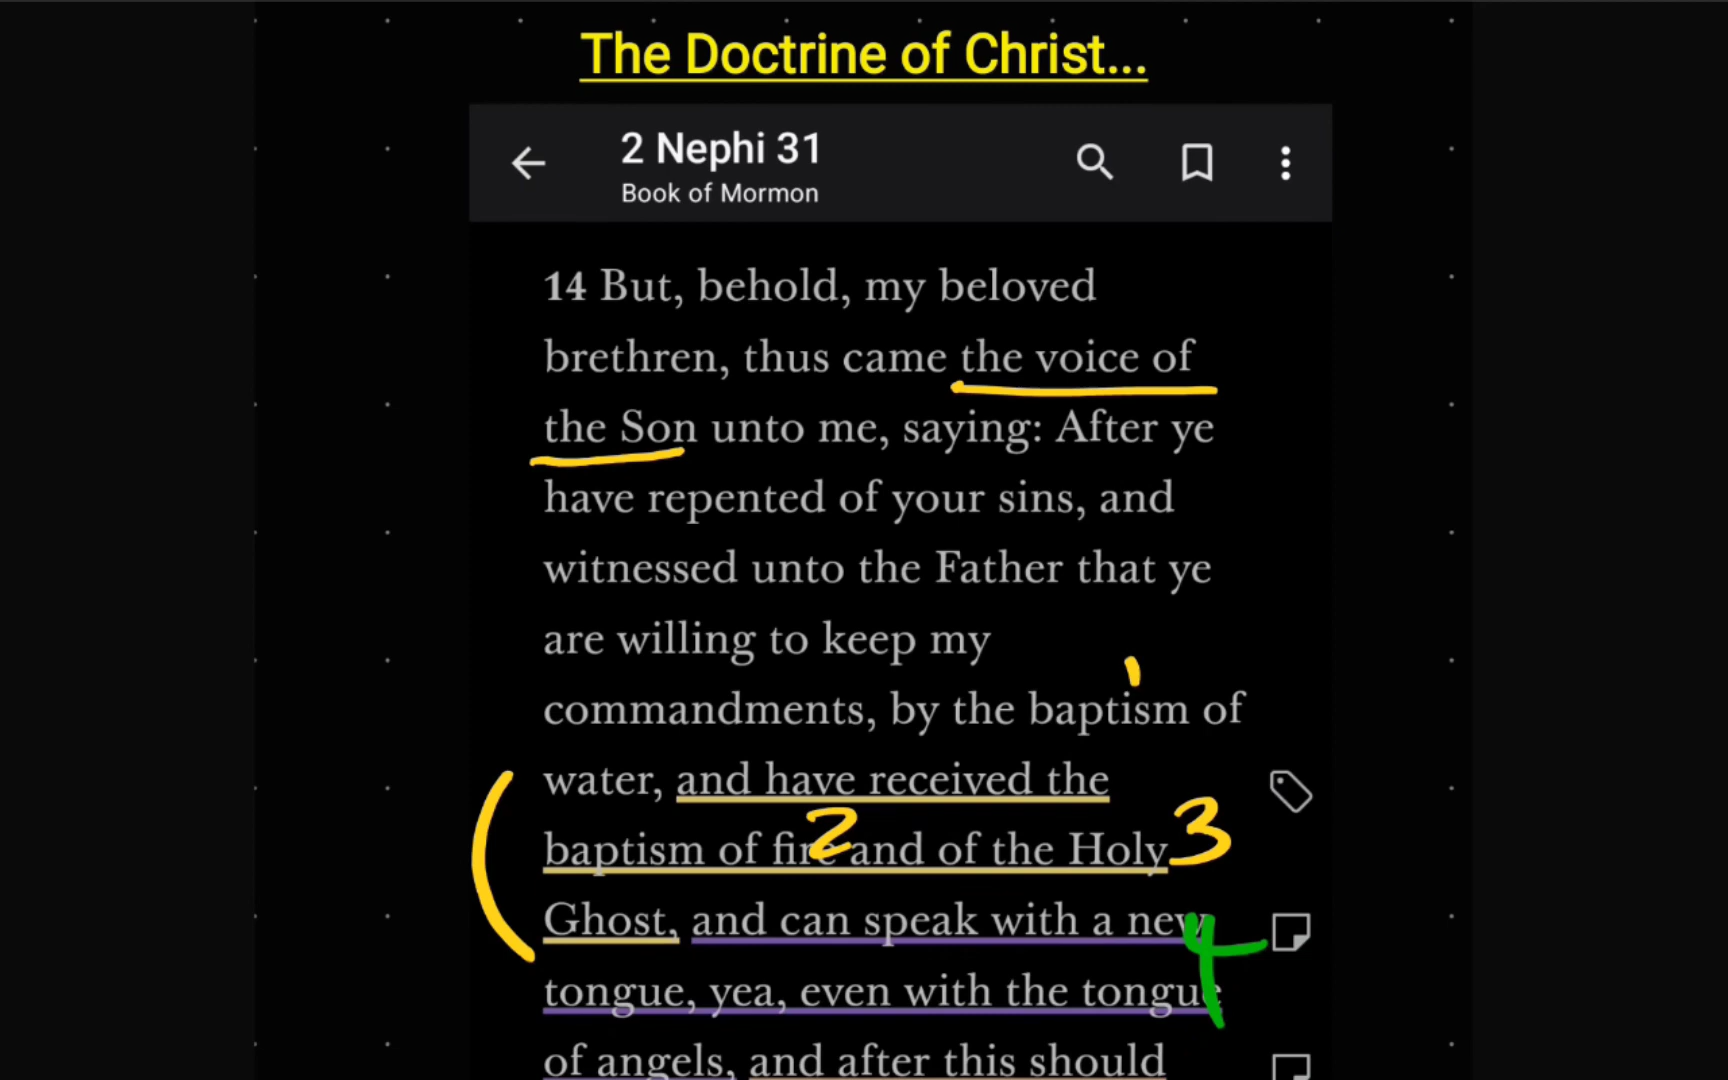 The Doctrine of Christ...
2 Nephi 31
Book of Mormon
14 But, behold, my beloved
brethren, thus came the voice of
the Son unto me, saying: After ye
have repented of your sins, and
witnessed unto the Father that ye
are willing to keep my
1
commandments, by the baptism of
water, and have received the
2
baptism of fire and of the Holy 3
Ghost, and can speak with a new
4
tongue, yea, even with the tongue
of angels, and after this should